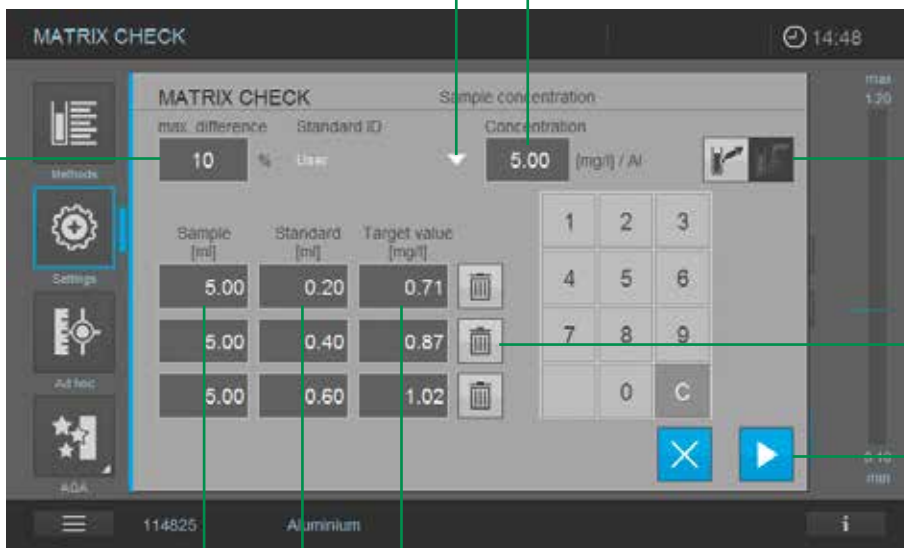 MATRIX CHECK 14:48
MATRIX CHECK Sample concentration
max. difference Standard ID Concentration
10 % User 5.00 [mg/l] / Al
Sample [ml] Standard [ml] Target value [mg/l]
5.00 0.20 0.71
5.00 0.40 0.87
5.00 0.60 1.02
1 2 3
4 5 6
7 8 9
0 C
Methods
Settings
Ad hoc
AQA
max
1.20
0.10
min
114825 Aluminium i